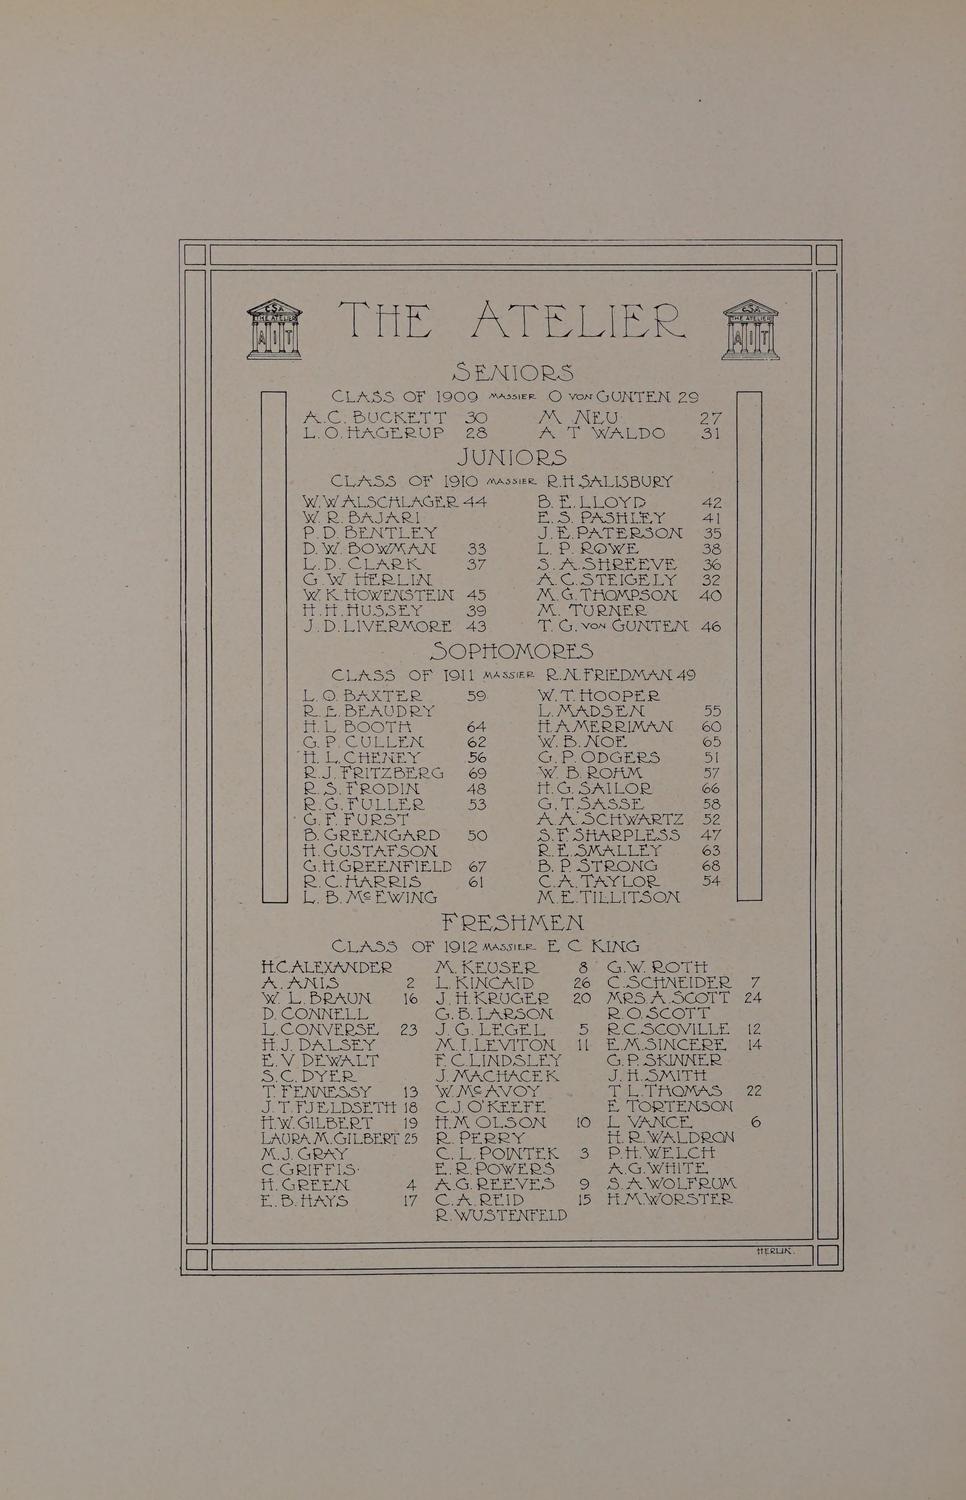 CSA
THE ATELIER
AIT
THE ATELIER
CSA
THE ATELIER
AIT
SENIORS
CLASS OF 1909 MASSIER O VON GUNTEN 29
A.C. BUCKETT 30 M. NEU 27
L.O. HAGERUP 28 A T WALDO 31
JUNIORS
CLASS OF 1910 MASSIER R.H. SALISBURY
W. WALSCHLAGER 44 B.E. LLOYD 42
W.R. BAJARI E.S. PASHLEY 41
P.D. BENTLEY J.E. PATERSON 35
D.W. BOWMAN 33 L.P. ROWE 38
L.D. CLARK 37 S.A. SHREEVE 36
G.W. HERLIN A.C. STEIGELY 32
W.K. HOWENSTEIN 45 M.G. THOMPSON 40
H.H. HUSSEY 39 M. TURNER
J.D. LIVERMORE 43 T.G. VON GUNTEN 46
SOPHOMORES
CLASS OF 1911 MASSIER R.N. FRIEDMAN 49
L.O. BAXTER 59 W.T. HOOPER
R.E. BEAUDRY L. MADSEN 55
H.L. BOOTH 64 H.A MERRIMAN 60
G.P. CULLEN 62 W.B. NOE 65
H.L. CHENEY 56 G.P. ODGERS 51
R.J. FRITZBERG 69 W.B. ROHM 57
R.S. FRODIN 48 H.G. SAILOR 66
R.G. FULLER 53 G.T. SASSE 58
G.F. FURST A.A. SCHWARTZ 52
B. GREENGARD 50 S.F. SHARPLESS 47
H. GUSTAFSON R.E. SMALLEY 63
G.H. GREENFIELD 67 B.P. STRONG 68
R.C. HARRIS 61 C.A. TAYLOR 54
L.B. McEWING M.E. TILLITSON
FRESHMEN
CLASS OF 1912 MASSIER E C KING
H.C. ALEXANDER M. KEUSER 8 G.W. ROTH
A. ANIS 2 L. KINCAID 26 C. SCHNEIDER 7
W.L. BRAUN 16 J.H. KRUGER 20 MRS. A. SCOTT 24
D. CONNELL G.B. LARSON R.O. SCOTT
L. CONVERSE 23 J.G. LEGEL 5 R.C. SCOVILLE 12
H.J. DALSEY M.I. LEVITON 11 E.M. SINCERE 14
E.V DEWALT F.C. LINDSLEY G.P. SKINNER
S.C. DYER J. MACHACEK J.H. SMITH
T. FENNESSY 13 W. McAVOY T L. THOMAS 22
J.T. FJELDSETH 18 C.J. O'KEEFE E. TORTENSON
H.W. GILBERT 19 H.M OLSON 10 L VANCE 6
LAURA M. GILBERT 25 R. PERRY H.R. WALDRON
M.J. GRAY C.L. POINTEK 3 P.H. WELCH
C. GRIFFIS E.R. POWERS A.G. WHITE
H. GREEN 4 A.G. REEVES 9 S.A WOLFRUM
E.B. HAYS 17 C.A. REID 15 H.M. WORSTER
R. WUSTENFELD
HERLIN.